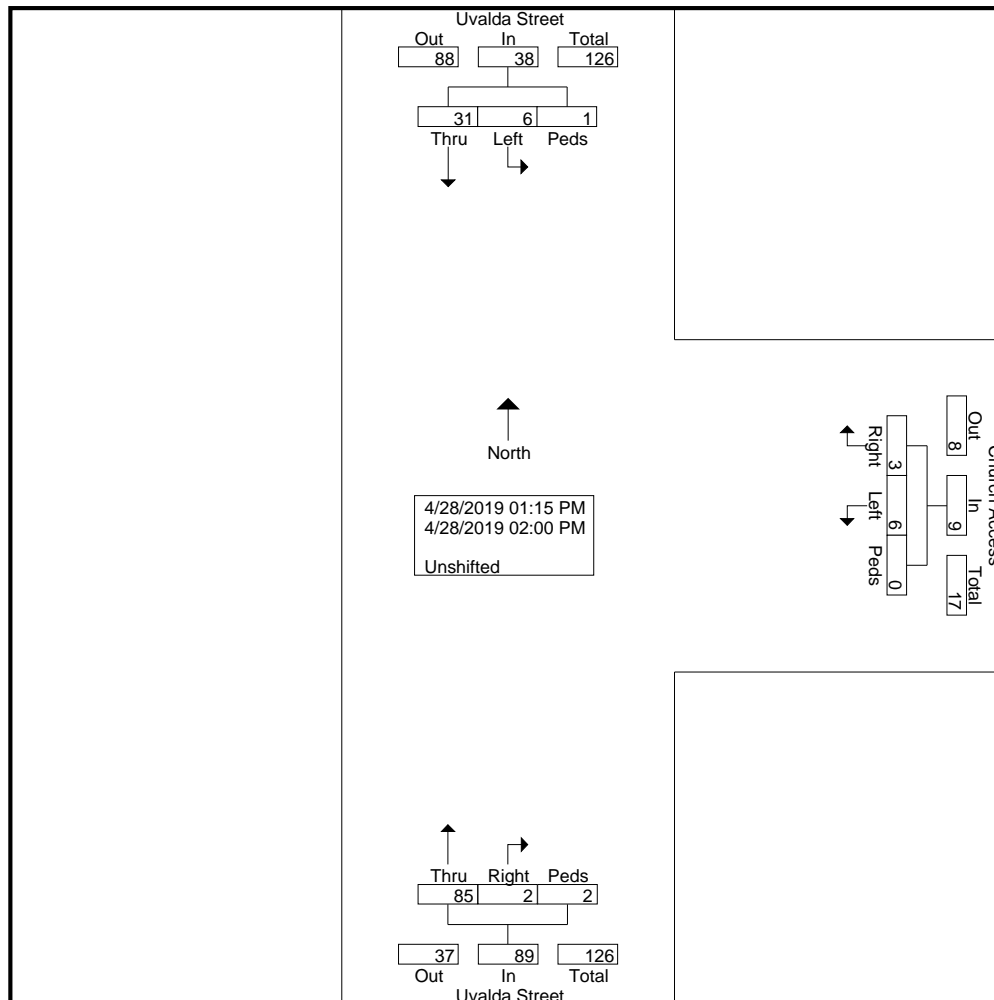 Uvalda Street
Out In Total
88 38 126
31 6 1
Thru Left Peds
North
4/28/2019 01:15 PM
4/28/2019 02:00 PM
Unshifted
Church Access
Out In Total
8 9 17
3 6 0
Right Left Peds
Thru Right Peds
85 2 2
37 89 126
Out In Total
Uvalda Street